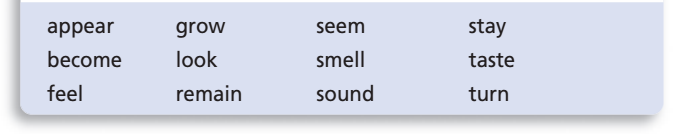 appear grow seem stay
become look smell taste
feel remain sound turn